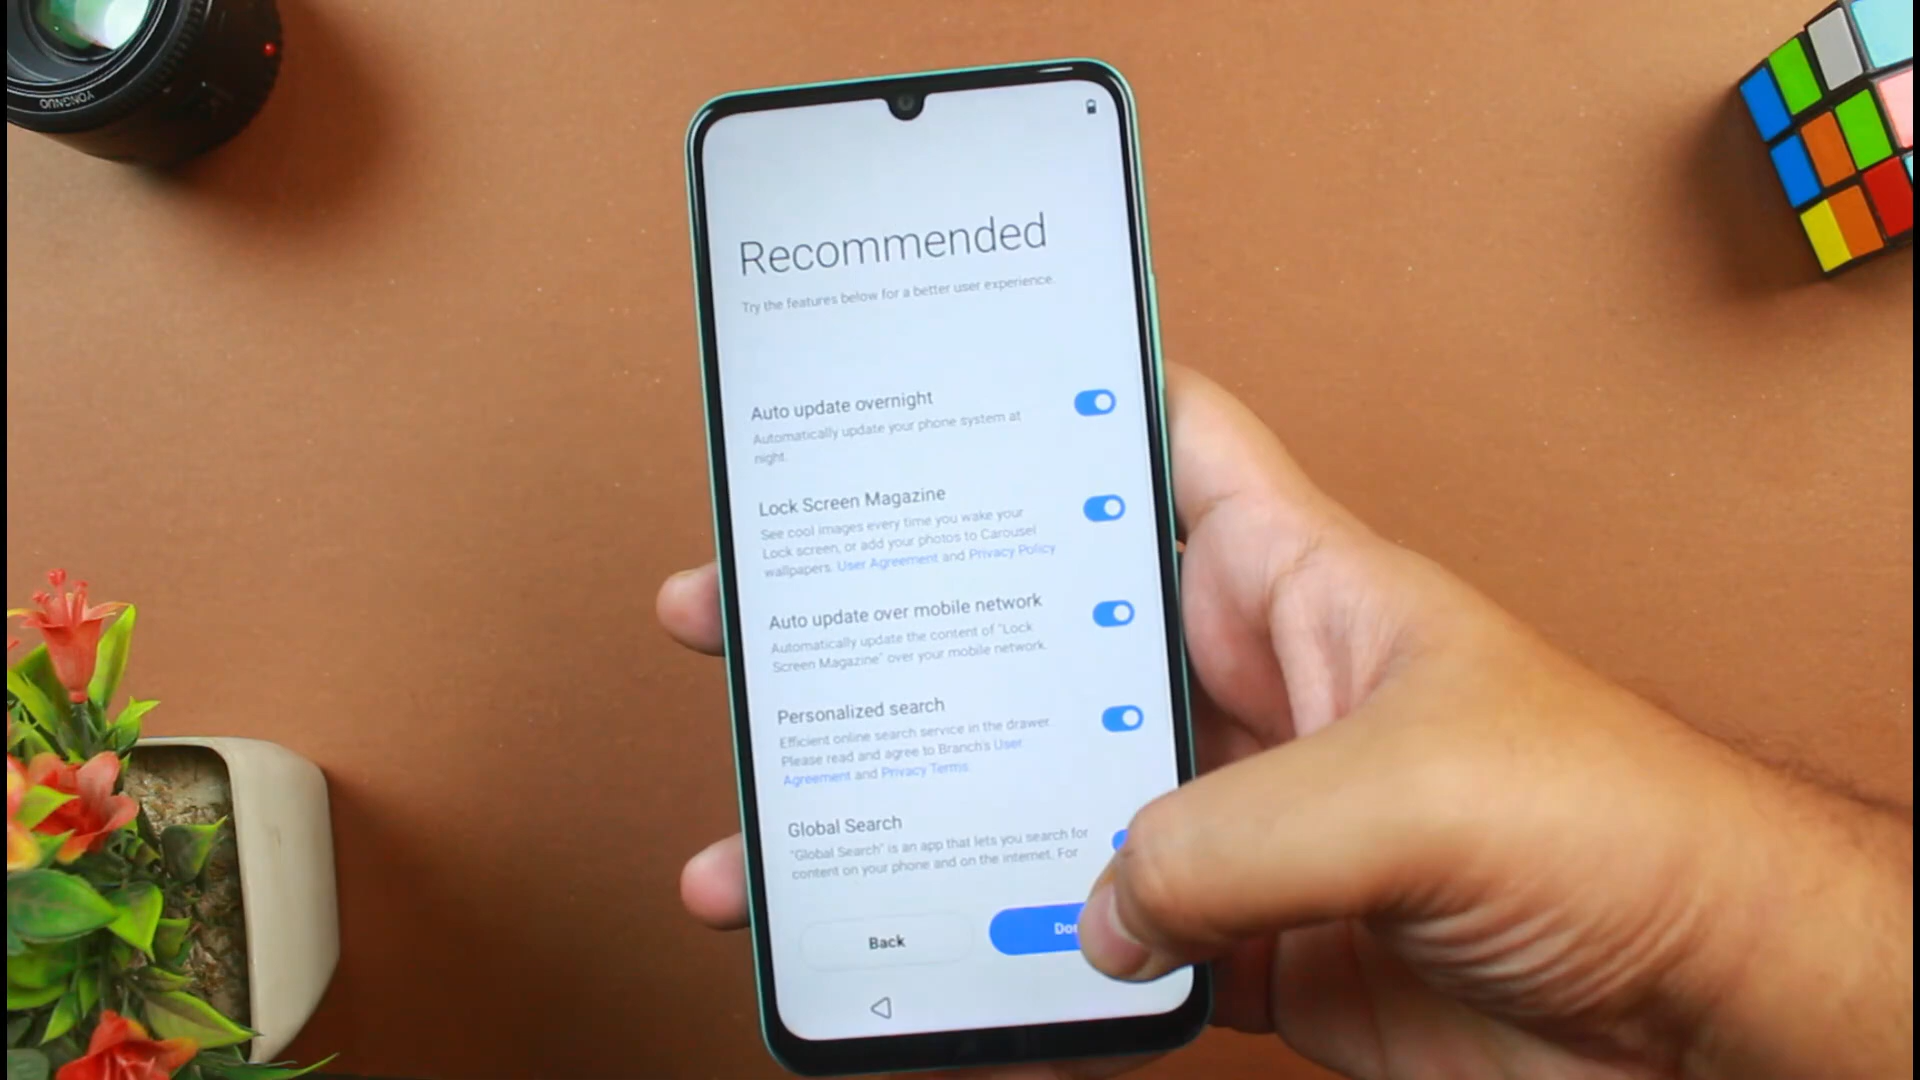 YONGNUO
Recommended
Try the features below for a better user experience.
Auto update overnight
Automatically update your phone system at
night.
Lock Screen Magazine
See cool images every time you wake your
Lock screen, or add your photos to Carousel
wallpapers. User Agreement and Privacy Policy
Auto update over mobile network
Automatically update the content of "Lock
Screen Magazine" over your mobile network.
Personalized search
Efficient online search service in the drawer.
Please read and agree to Branch's User
Agreement and Privacy Terms.
Global Search
"Global Search" is an app that lets you search for
content on your phone and on the internet. For
Back